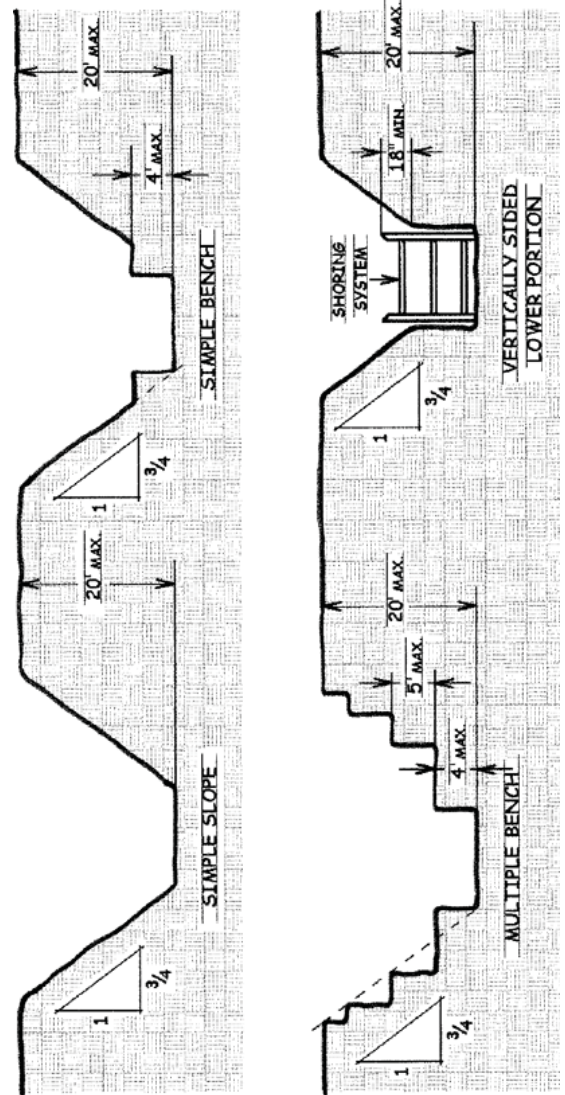 20' MAX.
1
3/4
SIMPLE SLOPE
20' MAX.
4' MAX.
1
3/4
SIMPLE BENCH
20' MAX.
5' MAX
4' MAX.
1
3/4
MULTIPLE BENCH
20' MAX.
18" MIN
SHORING
SYSTEM
1
3/4
VERTICALLY SIDED
LOWER PORTION